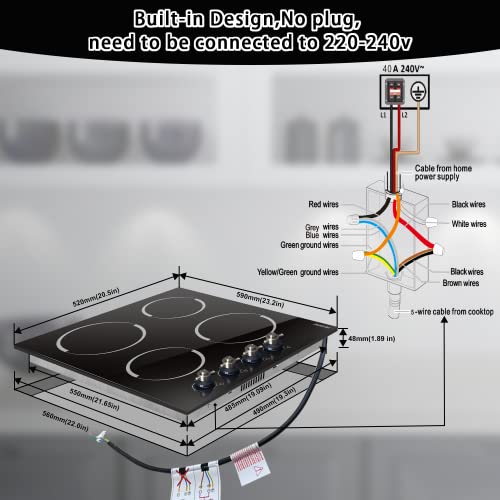 Built-in Design,No plug,
need to be connected to 220-240v
40 A 240V~
L1 L2
Cable from home
power supply
Red wires
Black wires
White wires
Grey wires
Blue wires
Green ground wires
Yellow/Green ground wires
Black wires
Brown wires
5-wire cable from cooktop
520mm(20.5in)
590mm(23.2in)
48mm(1.89 in)
550mm(21.65in)
560mm(22.0in)
485mm(19.09in)
490mm(19.3in)